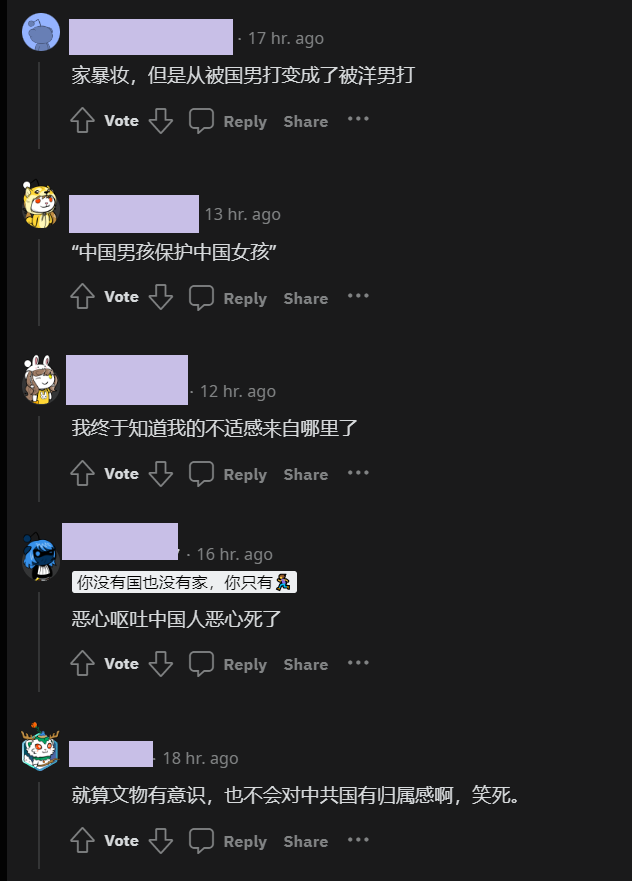 · 17 hr. ago
家暴妆，但是从被国男打变成了被洋男打
Vote Reply Share ...
13 hr. ago
“中国男孩保护中国女孩”
Vote Reply Share ...
· 12 hr. ago
我终于知道我的不适感来自哪里了
Vote Reply Share ...
· 16 hr. ago
你没有国也没有家，你只有🏃
恶心呕吐中国人恶心死了
Vote Reply Share ...
· 18 hr. ago
就算文物有意识，也不会对中共国有归属感啊，笑死。
Vote Reply Share ...